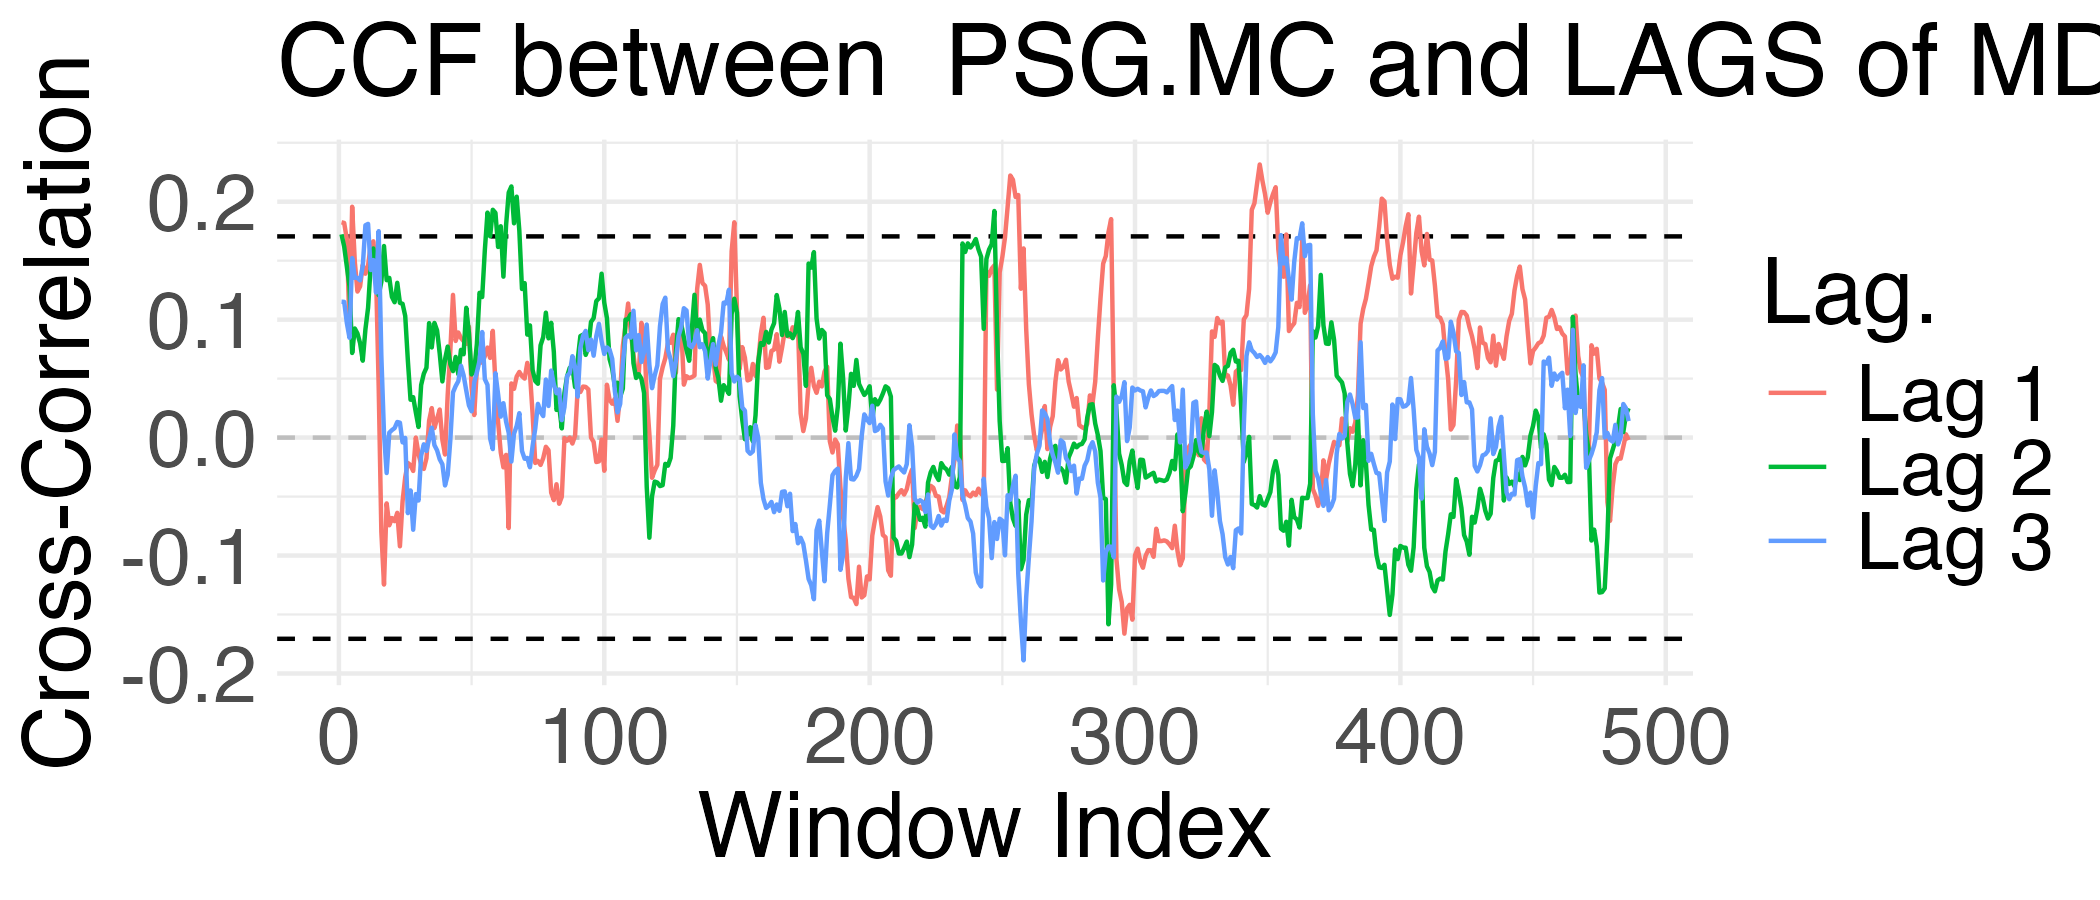 CCF between  PSG.MC and LAGS of MD
Cross-Correlation
0.2
0.1
0.0
-0.1
-0.2
0 100 200 300 400 500
Window Index
Lag.
Lag 1
Lag 2
Lag 3